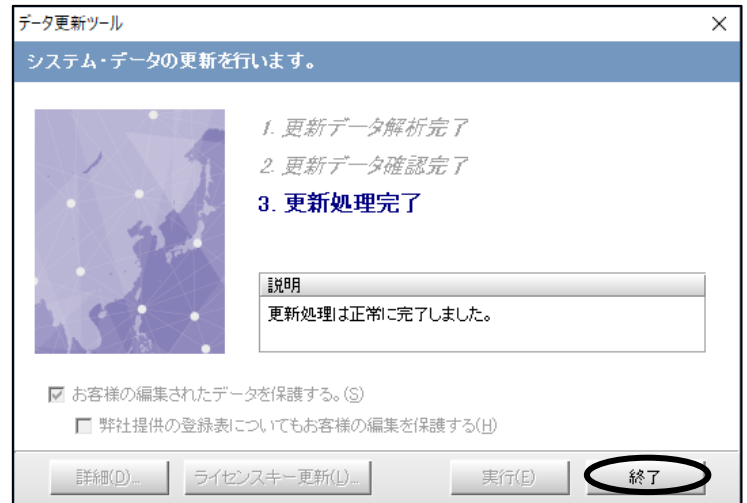 データ更新ツール
システム・データの更新を行います。
1. 更新データ解析完了
2. 更新データ確認完了
3. 更新処理完了
説明
更新処理は正常に完了しました。
お客様の編集されたデータを保護する。(S)
弊社提供の登録表についてもお客様の編集を保護する(H)
詳細(D)... ライセンスキー更新(L)... 実行(E) 終了